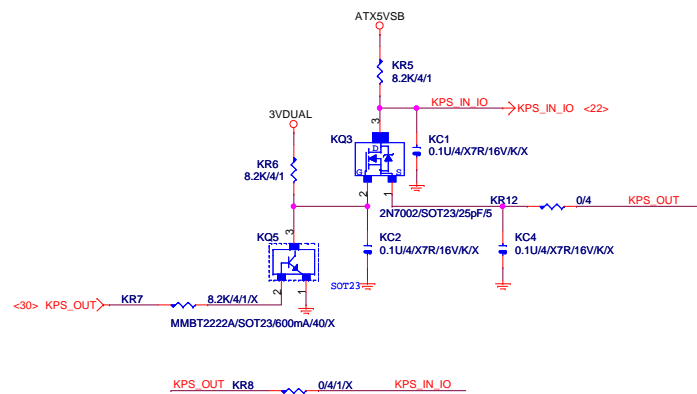 ATX5VSB
KR5
8.2K/4/1
KPS_IN_IO
KPS_IN_IO <22>
3VDUAL
3
KQ3
D
G
S
KC1
0.1U/4/X7R/16V/K/X
KR6
8.2K/4/1
2
1
KR12
0/4
KPS_OUT
2N7002/SOT23/25pF/5
3
KQ5
KC2
0.1U/4/X7R/16V/K/X
KC4
0.1U/4/X7R/16V/K/X
SOT23
2
1
<30> KPS_OUT
KR7
8.2K/4/1/X
MMBT2222A/SOT23/600mA/40/X
KPS_OUT
KR8
0/4/1/X
KPS_IN_IO